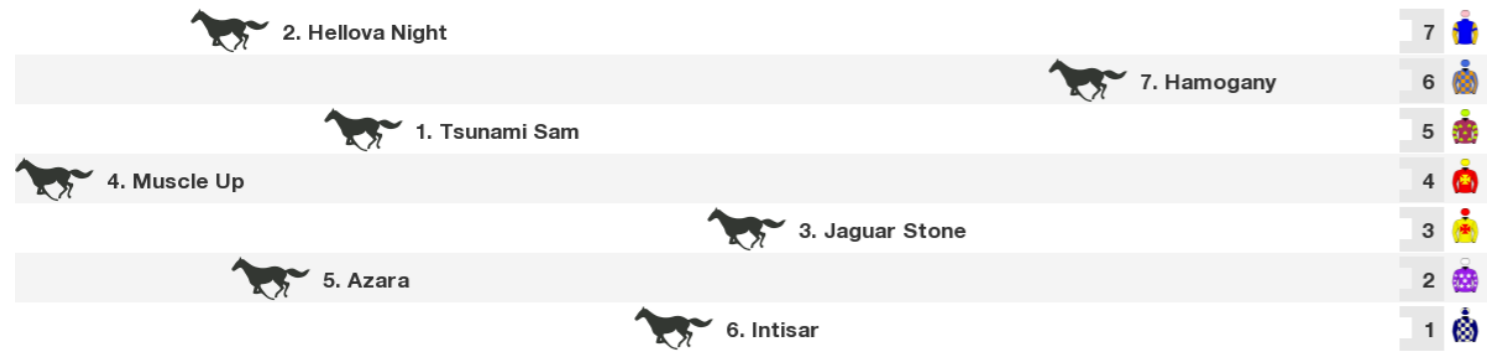 2. Hellova Night 7
7. Hamogany 6
1. Tsunami Sam 5
4. Muscle Up 4
3. Jaguar Stone 3
5. Azara 2
6. Intisar 1